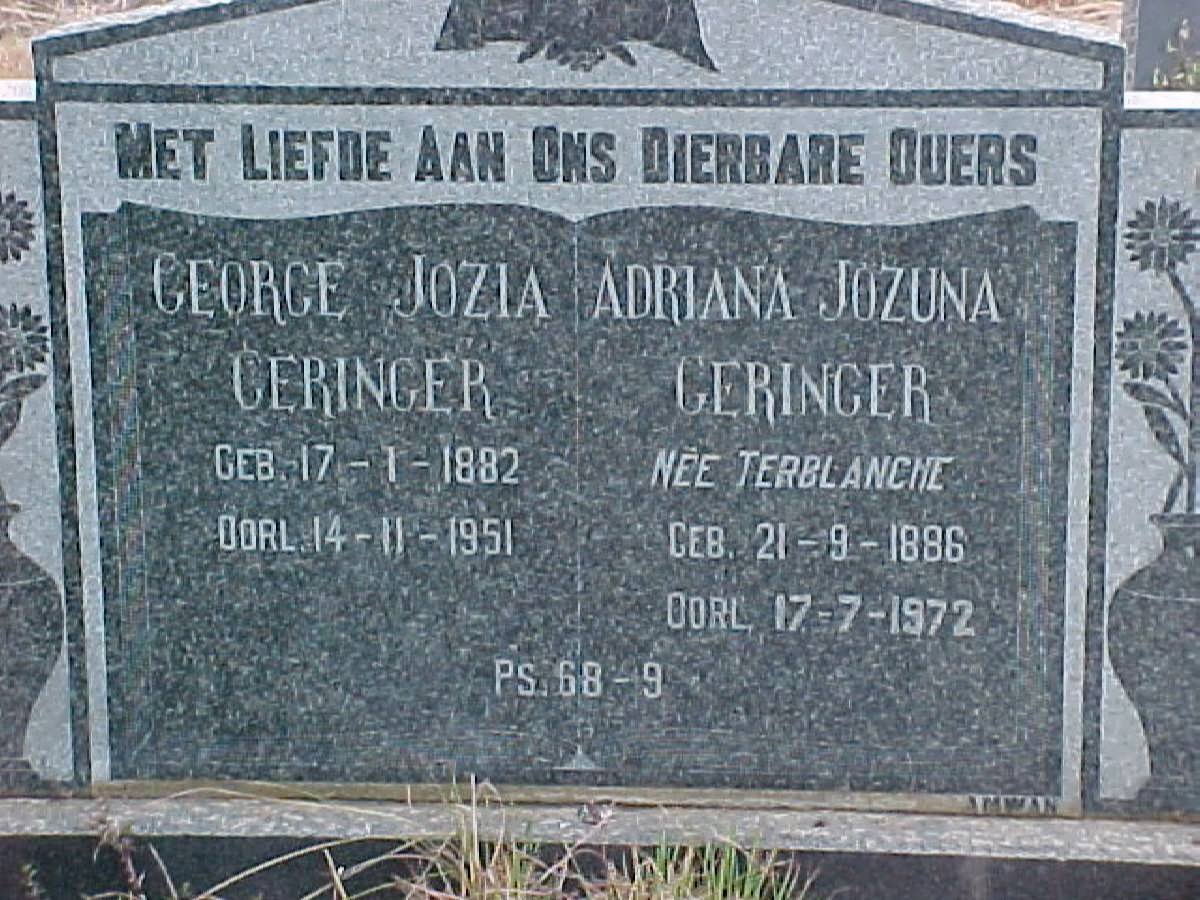 MET LIEFDE AAN ONS DIERBARE OUERS
GEORGE JOZIA
GERINGER
GEB. 17-1-1882
OORL. 14-11-1951
ADRIANA JOZUNA
GERINGER
NÉE TERBLANCHE
GEB. 21-9-1886
OORL. 17-7-1972
PS. 68-9